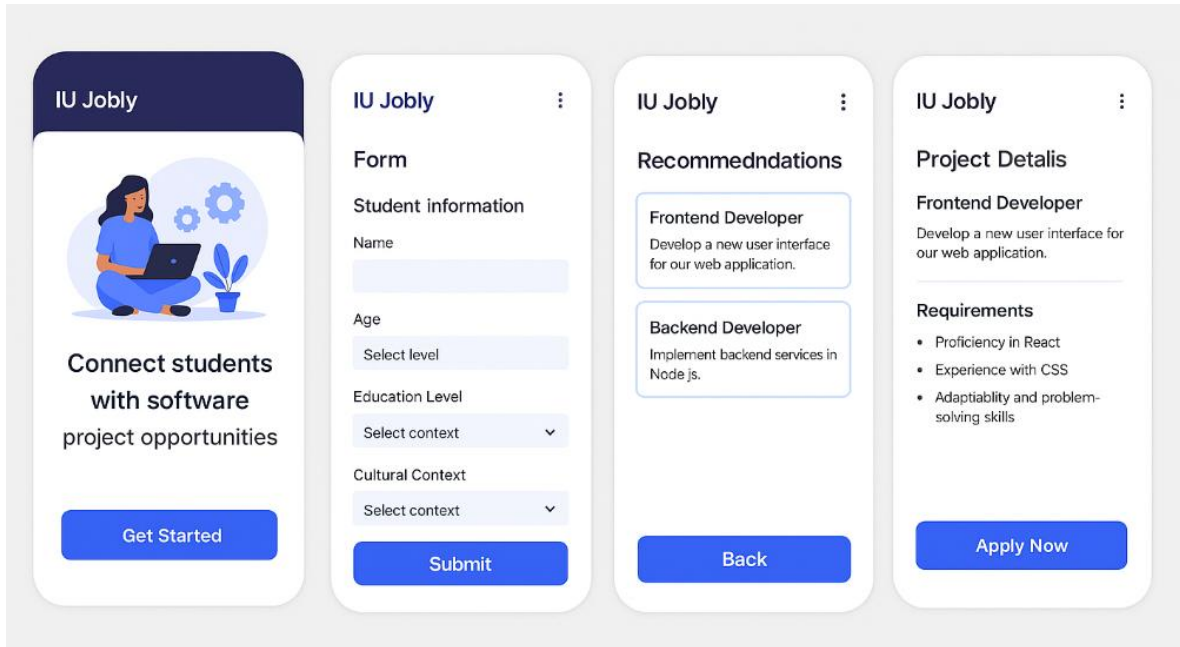 IU Jobly
Connect students
with software
project opportunities
Get Started
IU Jobly
Form
Student information
Name
Age
Select level
Education Level
Select context
Cultural Context
Select context
Submit
IU Jobly
Recommedndations
Frontend Developer
Develop a new user interface
for our web application.
Backend Developer
Implement backend services in
Node js.
Back
IU Jobly
Project Detalis
Frontend Developer
Develop a new user interface for
our web application.
Requirements
• Proficiency in React
• Experience with CSS
• Adaptiablity and problem-
solving skills
Apply Now